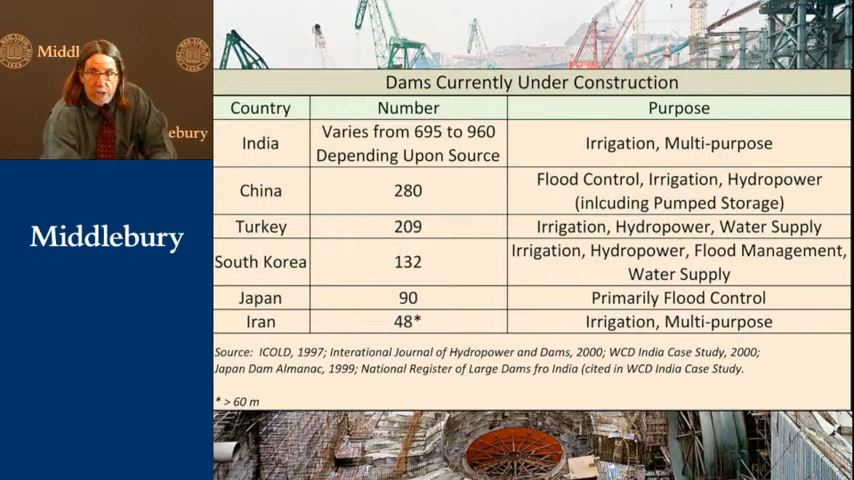 Middl
ebury
Middlebury
Dams Currently Under Construction
Country Number Purpose
India Varies from 695 to 960 Depending Upon Source Irrigation, Multi-purpose
China 280 Flood Control, Irrigation, Hydropower (inlcuding Pumped Storage)
Turkey 209 Irrigation, Hydropower, Water Supply
South Korea 132 Irrigation, Hydropower, Flood Management, Water Supply
Japan 90 Primarily Flood Control
Iran 48* Irrigation, Multi-purpose
Source: ICOLD, 1997; Interational Journal of Hydropower and Dams, 2000; WCD India Case Study, 2000;
Japan Dam Almanac, 1999; National Register of Large Dams fro India (cited in WCD India Case Study.
* > 60 m